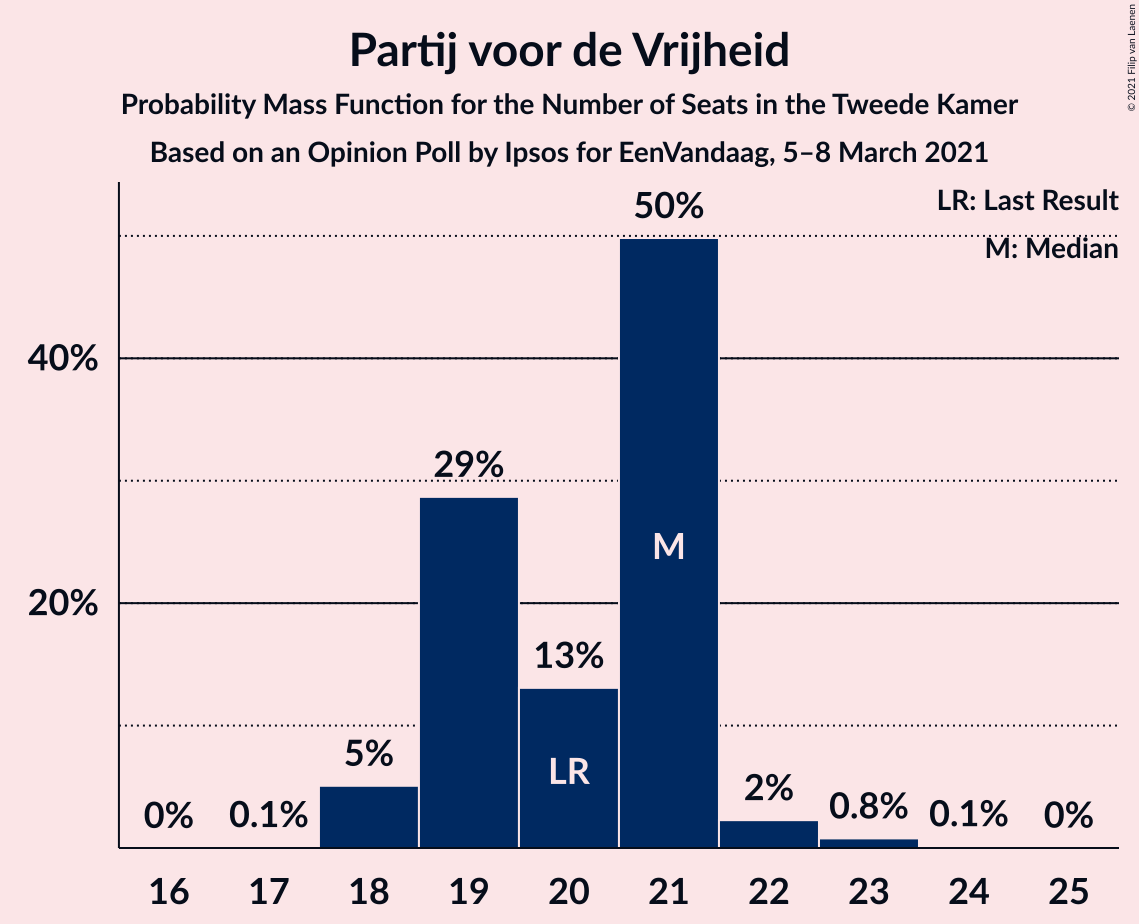 Partij voor de Vrijheid
Probability Mass Function for the Number of Seats in the Tweede Kamer
Based on an Opinion Poll by Ipsos for EenVandaag, 5–8 March 2021
© 2021 Filip van Laenen
LR: Last Result
M: Median
50%
40%
29%
M
20%
13%
5%
LR
0%
0.1%
2%
0.8%
0.1%
0%
16 17 18 19 20 21 22 23 24 25